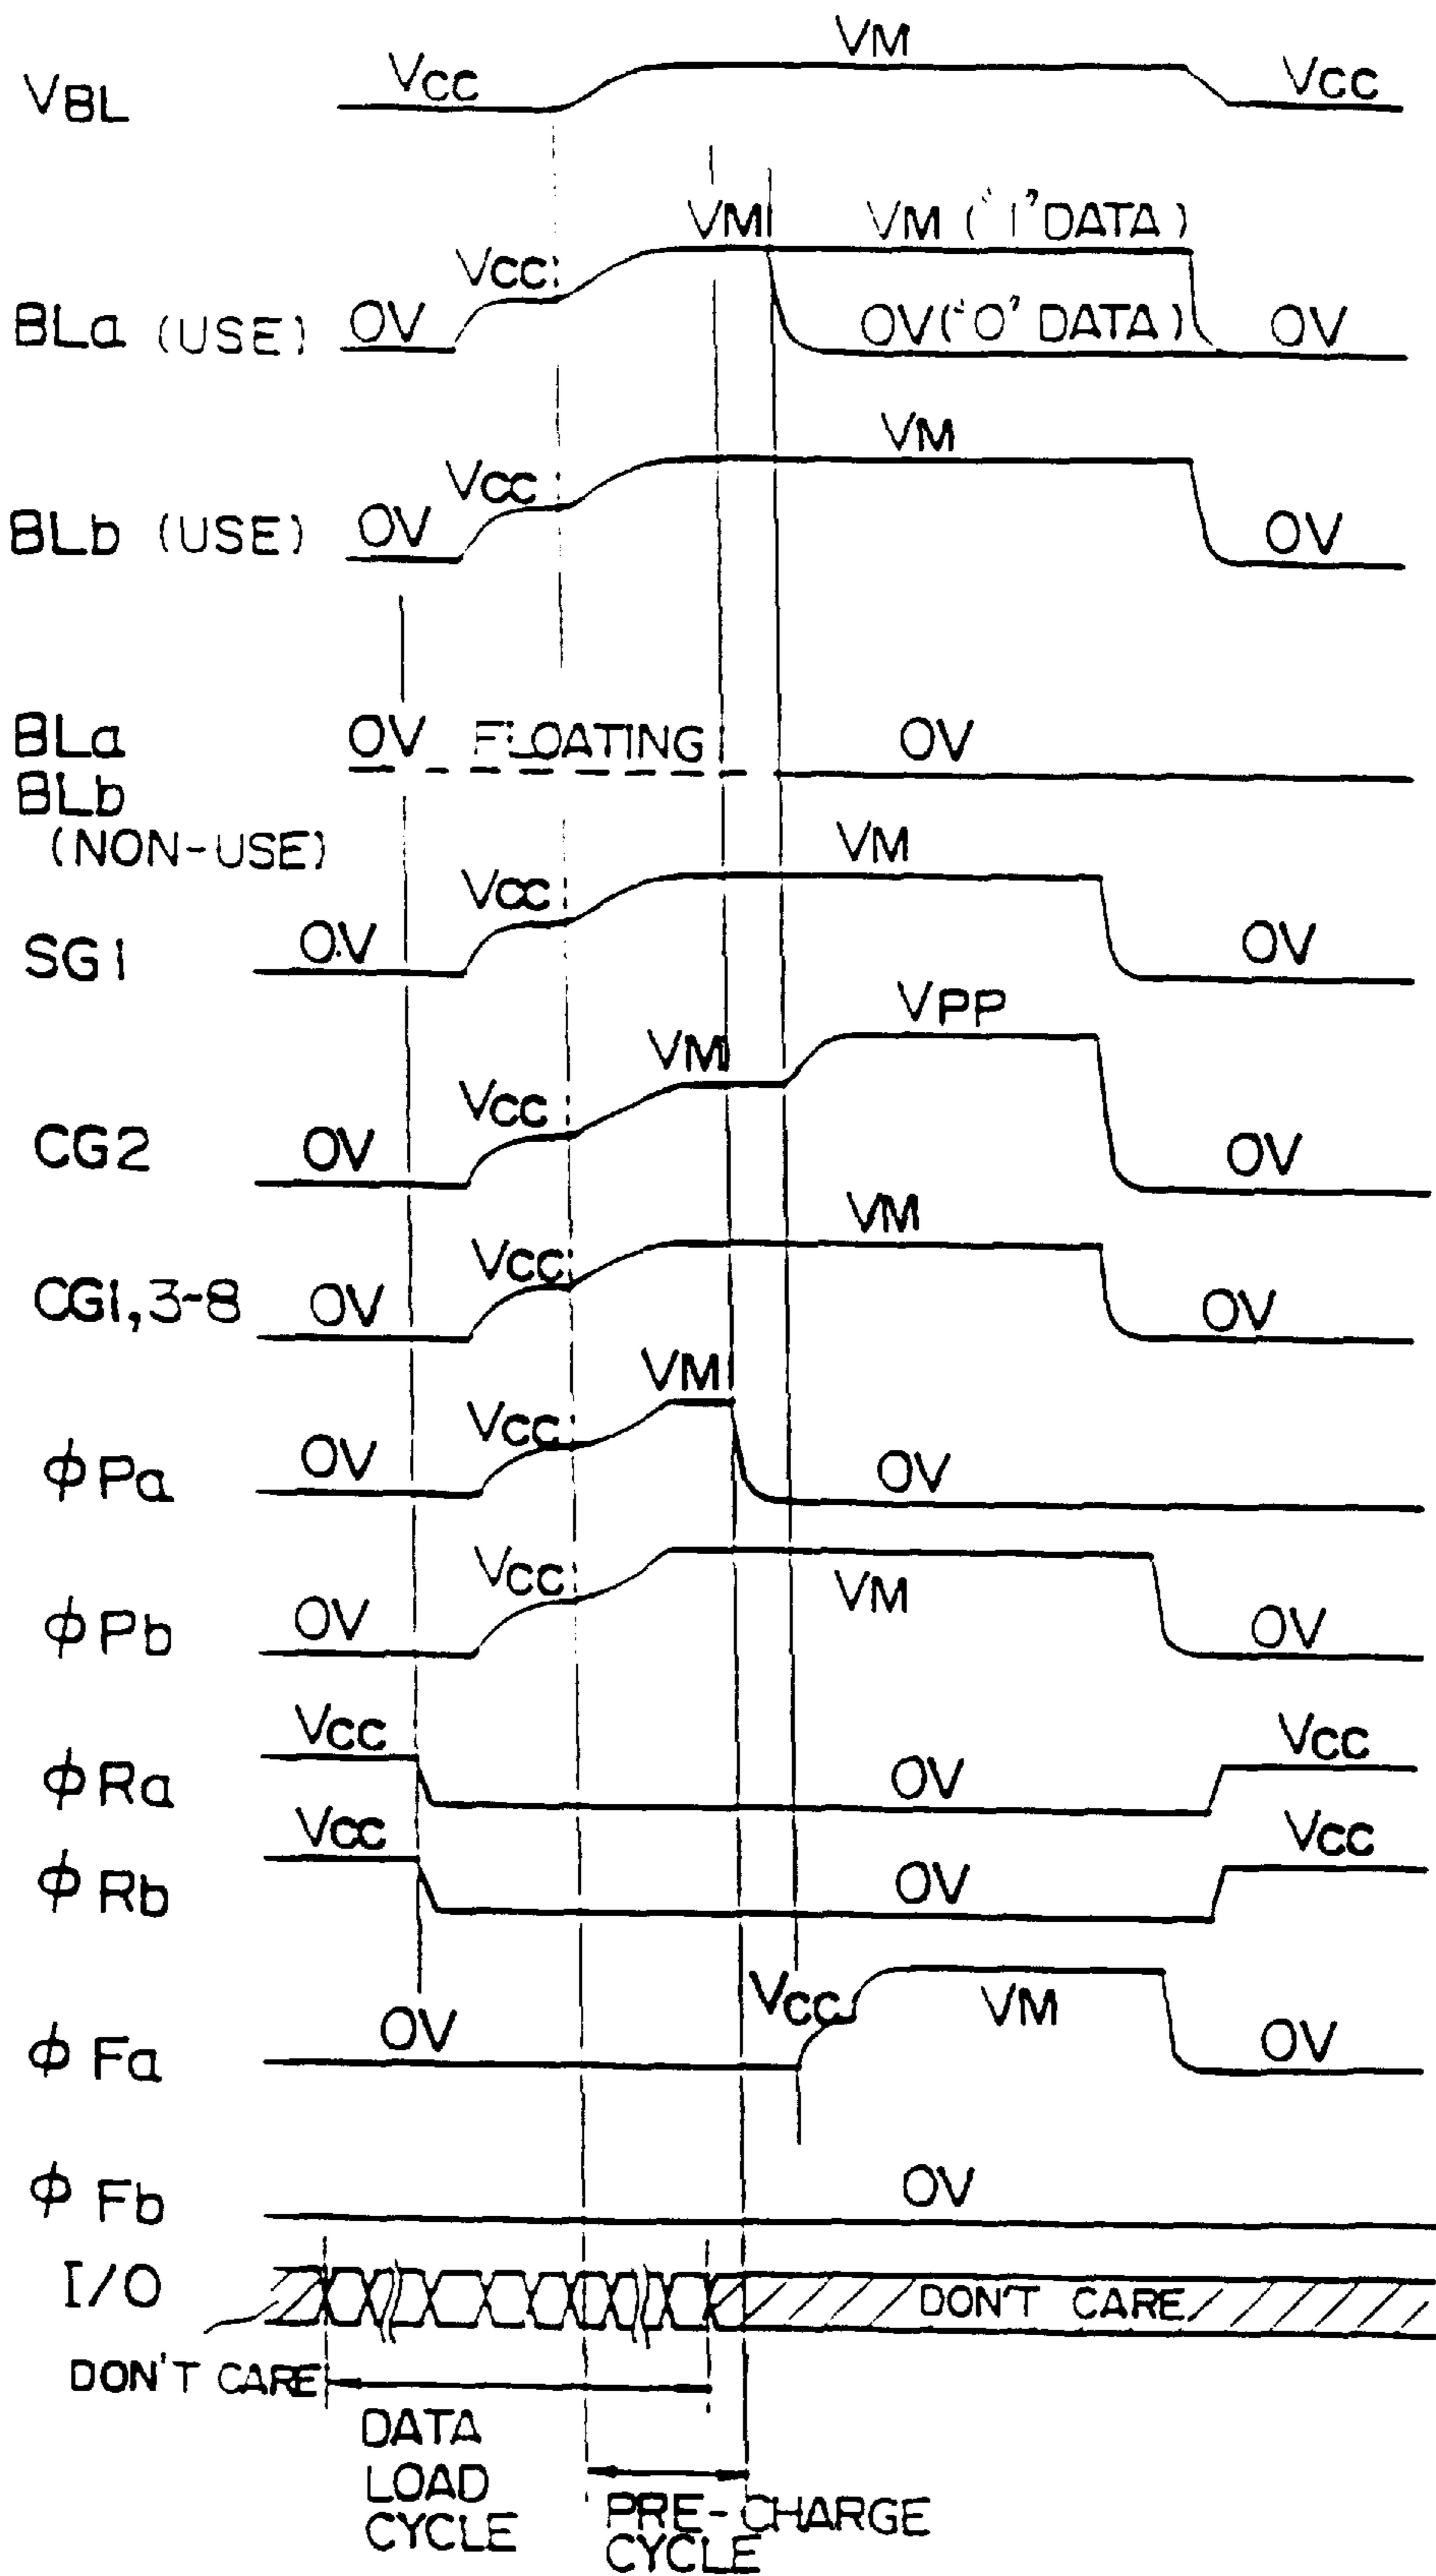 VM
VBL VCC VCC
VM VM ("1" DATA)
VCC
BLa (USE) OV OV ("O" DATA) OV
VM
VCC
BLb (USE) OV OV
BLa OV FLOATING OV
BLb
(NON-USE) VM
VCC
SG1 OV OV
VPP
VM
VCC
CG2 OV OV
VM
VCC
CG1,3-8 OV OV
VM
VCC
φPa OV OV
VCC
VM
φPb OV OV
VCC VCC
φRa OV
VCC VCC
φRb OV
VCC VM
φFa OV OV
φFb OV
I/O DON'T CARE
DON'T CARE
DATA
LOAD
CYCLE
PRE-CHARGE
CYCLE